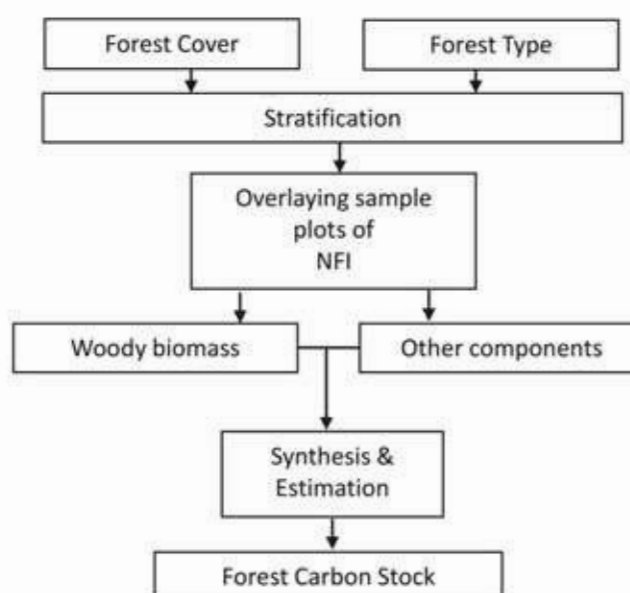 Forest Cover
Forest Type
Stratification
Overlaying sample
plots of
NFI
Woody biomass
Other components
Synthesis &
Estimation
Forest Carbon Stock